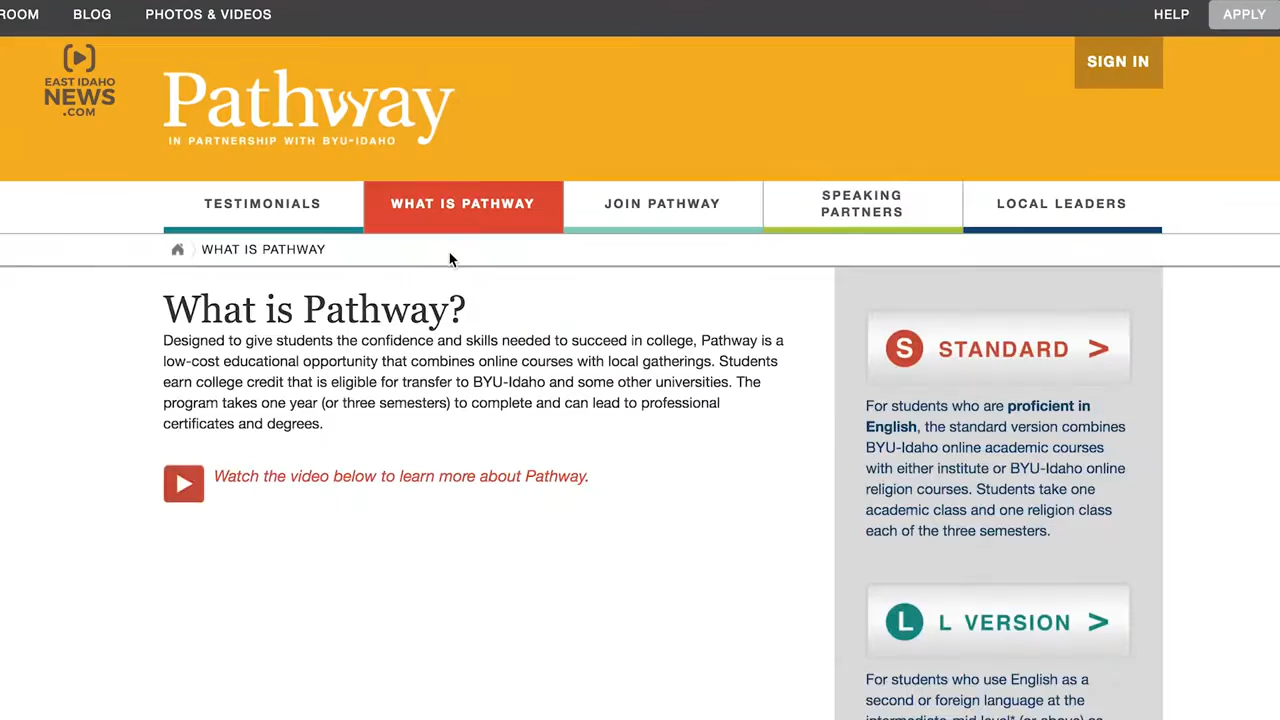 ROOM BLOG PHOTOS & VIDEOS HELP APPLY
EAST IDAHO
NEWS
.COM
Pathway
IN PARTNERSHIP WITH BYU-IDAHO
SIGN IN
TESTIMONIALS
WHAT IS PATHWAY
JOIN PATHWAY
SPEAKING
PARTNERS
LOCAL LEADERS
WHAT IS PATHWAY
What is Pathway?
Designed to give students the confidence and skills needed to succeed in college, Pathway is a
low-cost educational opportunity that combines online courses with local gatherings. Students
earn college credit that is eligible for transfer to BYU-Idaho and some other universities. The
program takes one year (or three semesters) to complete and can lead to professional
certificates and degrees.
Watch the video below to learn more about Pathway.
S STANDARD >
For students who are proficient in
English, the standard version combines
BYU-Idaho online academic courses
with either institute or BYU-Idaho online
religion courses. Students take one
academic class and one religion class
each of the three semesters.
L L VERSION >
For students who use English as a
second or foreign language at the
intermediate-mid level* (or above) as